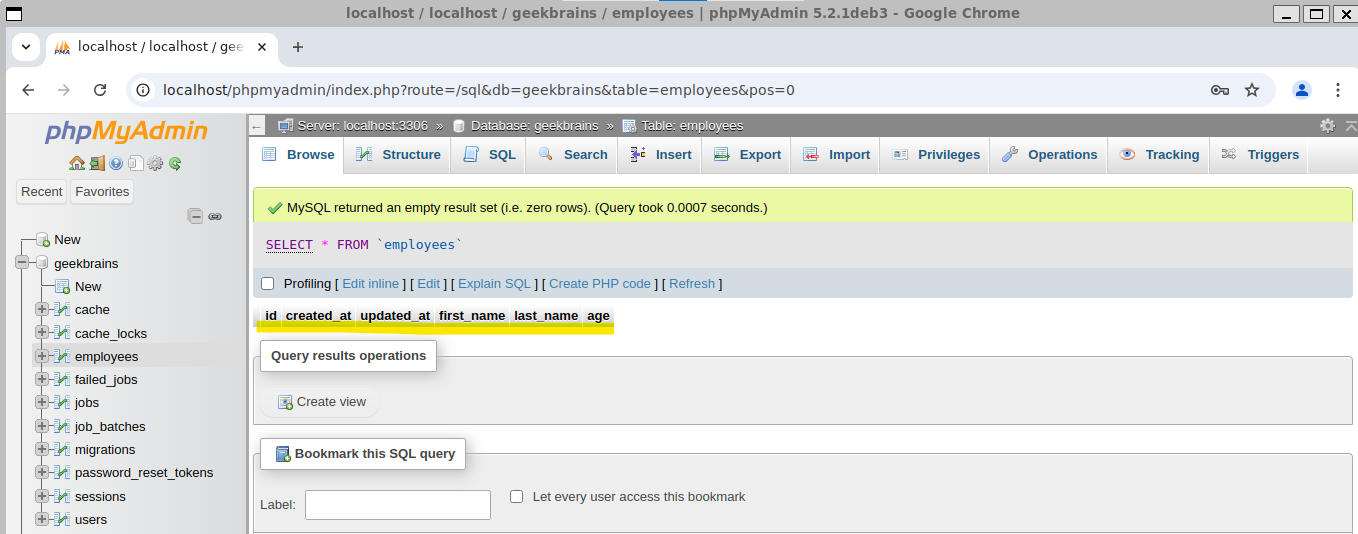 localhost / localhost / geekbrains / employees | phpMyAdmin 5.2.1deb3 - Google Chrome
PMA localhost / localhost / gee
localhost/phpmyadmin/index.php?route=/sql&db=geekbrains&table=employees&pos=0
phpMyAdmin
Recent Favorites
New
geekbrains
New
cache
cache_locks
employees
failed_jobs
jobs
job_batches
migrations
password_reset_tokens
sessions
users
Server: localhost:3306 » Database: geekbrains » Table: employees
Browse Structure SQL Search Insert Export Import Privileges Operations Tracking Triggers
MySQL returned an empty result set (i.e. zero rows). (Query took 0.0007 seconds.)
SELECT * FROM `employees`
Profiling [ Edit inline ] [ Edit ] [ Explain SQL ] [ Create PHP code ] [ Refresh ]
id created_at updated_at first_name last_name age
Query results operations
Create view
Bookmark this SQL query
Label: Let every user access this bookmark